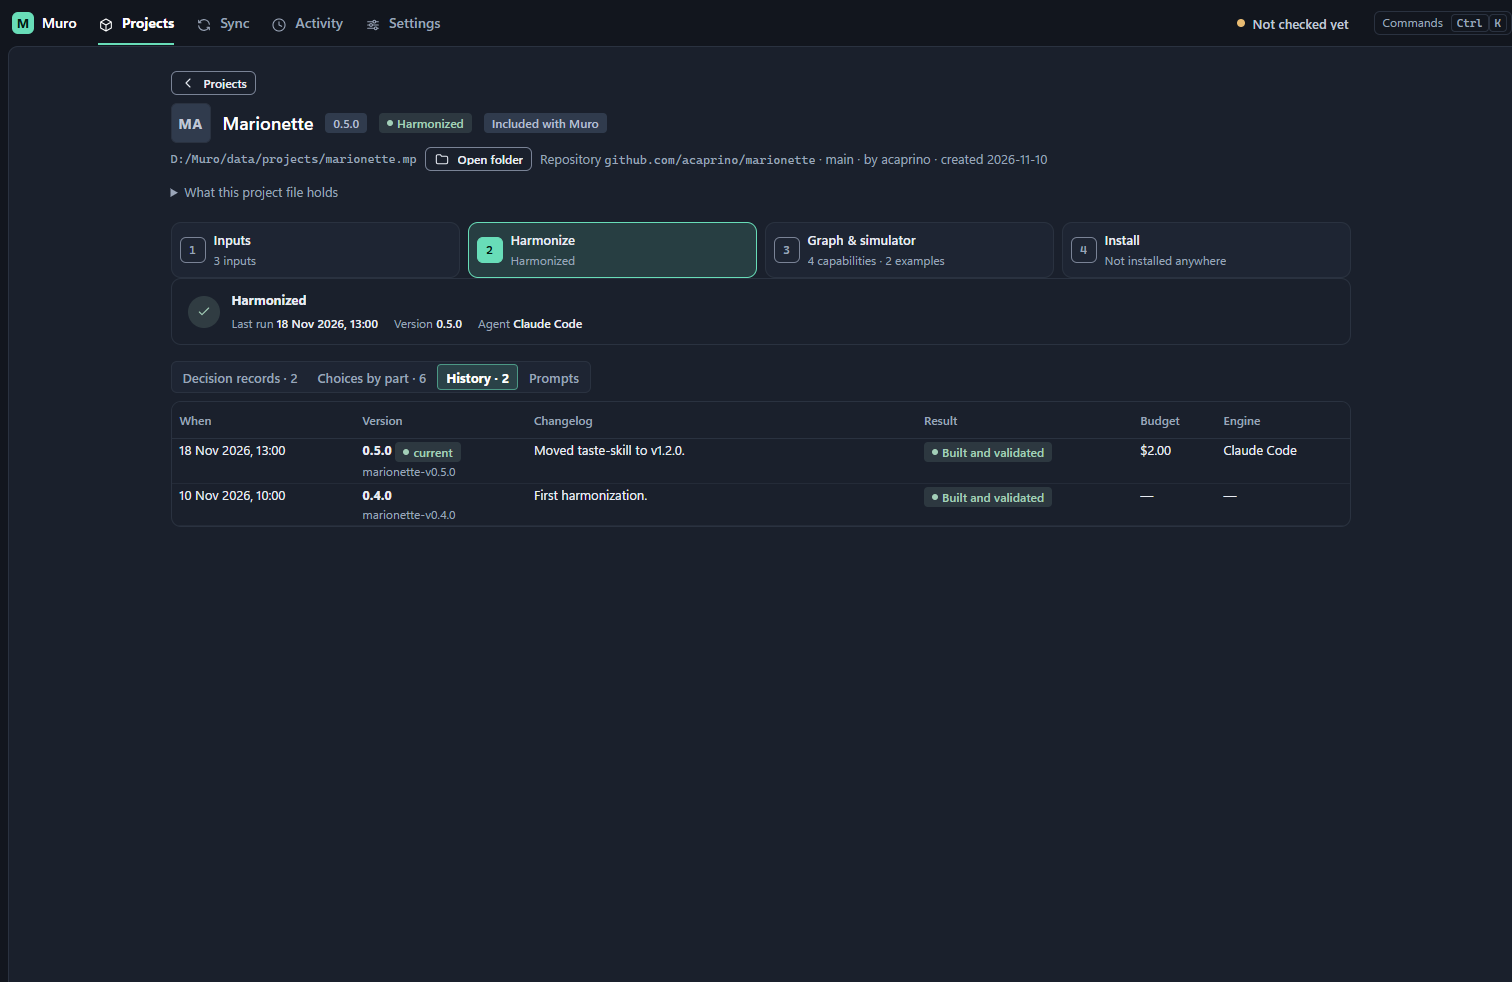 M Muro Projects Sync Activity Settings Not checked yet Commands Ctrl K
Projects
MA Marionette 0.5.0 Harmonized Included with Muro
D:/Muro/data/projects/marionette.mp Open folder Repository github.com/acaprino/marionette · main · by acaprino · created 2026-11-10
What this project file holds
1 Inputs
3 inputs
2 Harmonize
Harmonized
3 Graph & simulator
4 capabilities · 2 examples
4 Install
Not installed anywhere
Harmonized
Last run 18 Nov 2026, 13:00 Version 0.5.0 Agent Claude Code
Decision records · 2 Choices by part · 6 History · 2 Prompts
When Version Changelog Result Budget Engine
18 Nov 2026, 13:00 0.5.0 current Moved taste-skill to v1.2.0. Built and validated $2.00 Claude Code
marionette-v0.5.0
10 Nov 2026, 10:00 0.4.0 First harmonization. Built and validated — —
marionette-v0.4.0